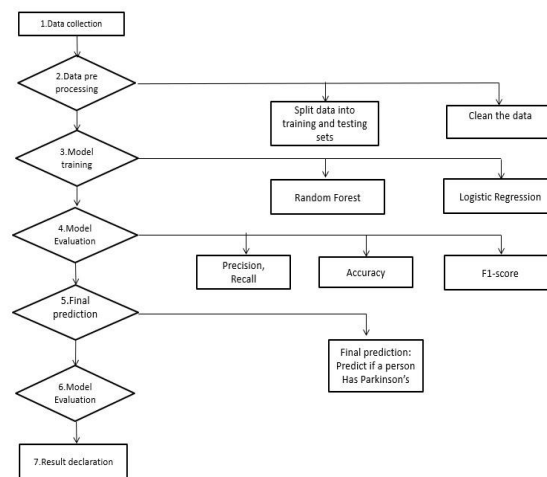 1.Data collection
2.Data pre
processing
Split data into
training and testing
sets
Clean the data
3.Model
training
Random Forest
Logistic Regression
4.Model
Evaluation
Precision,
Recall
Accuracy
F1-score
5.Final
prediction
Final prediction:
Predict if a person
Has Parkinson's
6.Model
Evaluation
7.Result declaration